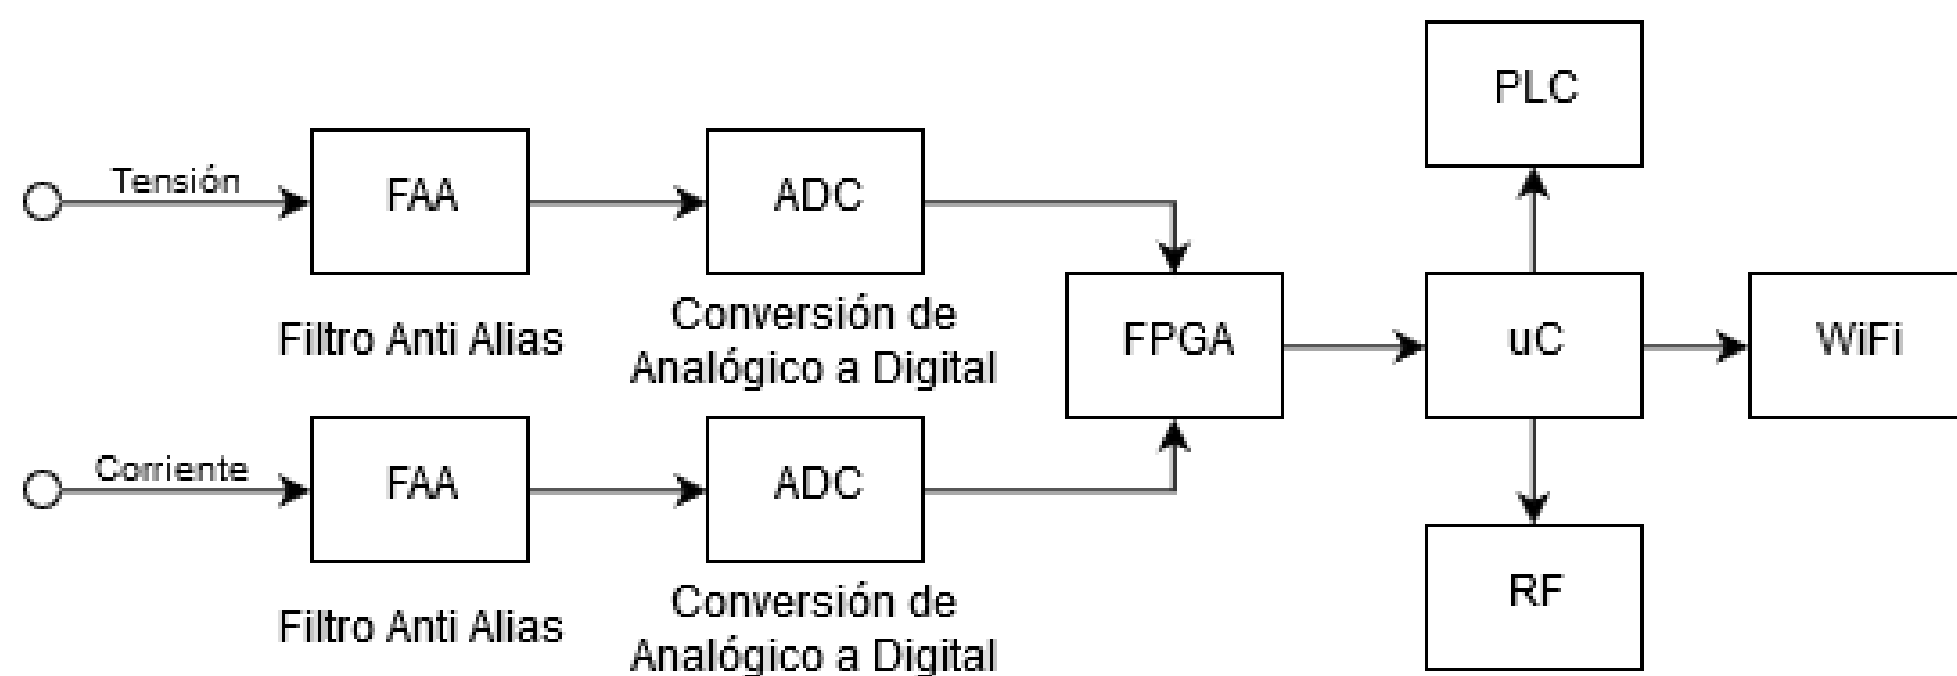 PLC
Tensión
FAA
ADC
Filtro Anti Alias
Conversión de
Analógico a Digital
FPGA
uC
WiFi
Corriente
FAA
ADC
Filtro Anti Alias
Conversión de
Analógico a Digital
RF